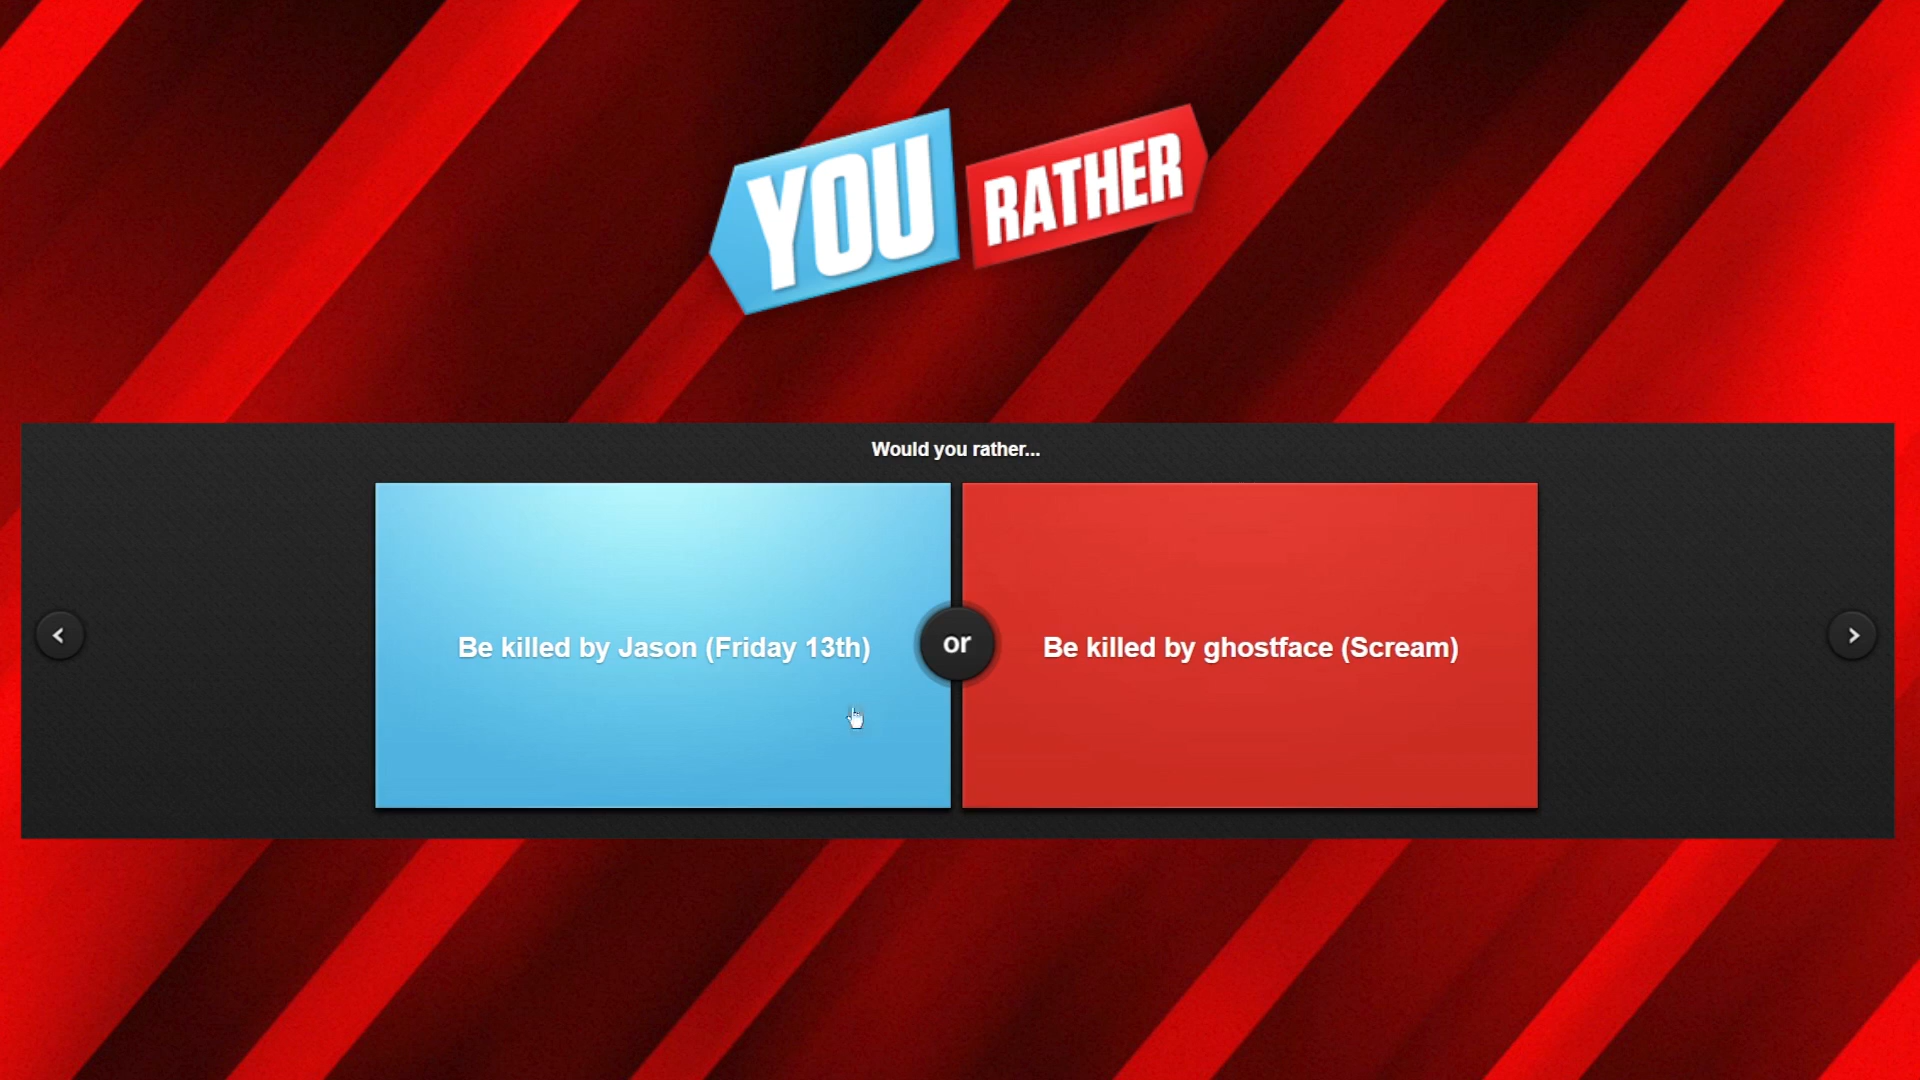 YOU RATHER
Would you rather...
Be killed by Jason (Friday 13th)
or
Be killed by ghostface (Scream)